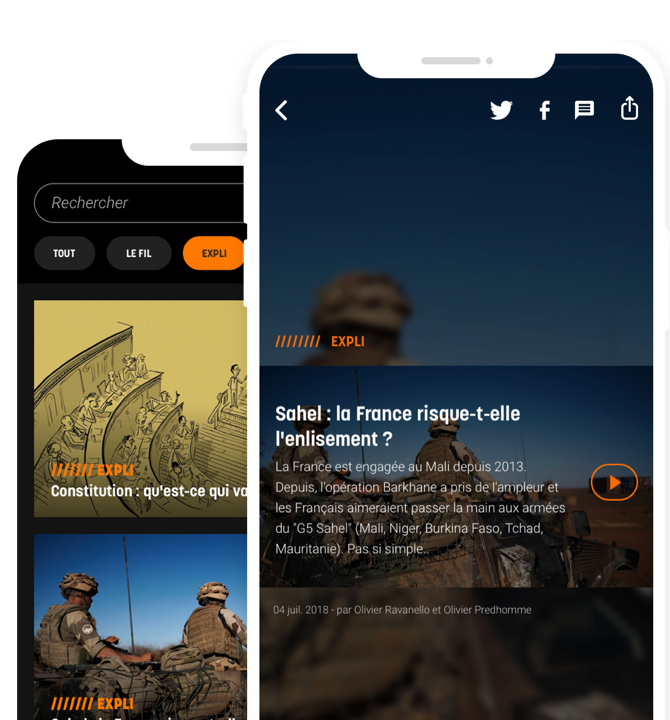 Rechercher
TOUT
LE FIL
EXPLI
/////// EXPLI
Constitution : qu'est-ce qui va
/////// EXPLI
//////// EXPLI
Sahel : la France risque-t-elle
l'enlisement ?
La France est engagée au Mali depuis 2013.
Depuis, l'opération Barkhane a pris de l'ampleur et
les Français aimeraient passer la main aux armées
du "G5 Sahel" (Mali, Niger, Burkina Faso, Tchad,
Mauritanie). Pas si simple..
04 juil. 2018 - par Olivier Ravanello et Olivier Predhomme